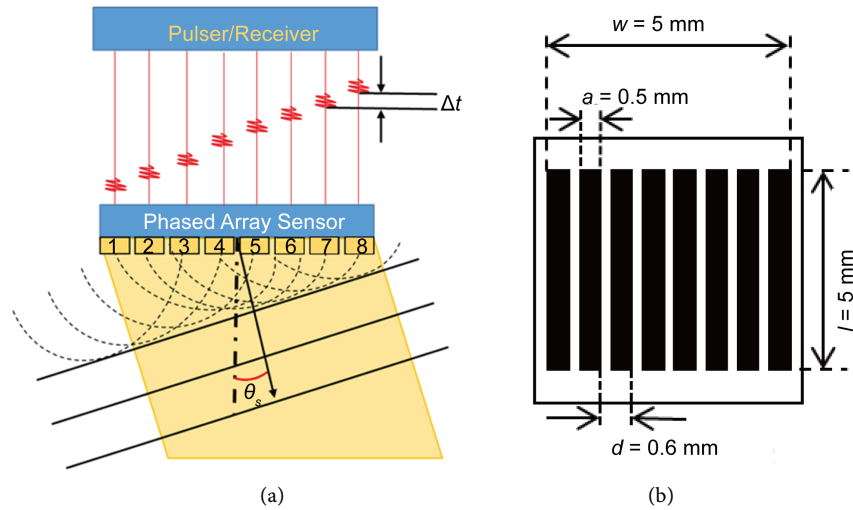 Pulser/Receiver
Δt
Phased Array Sensor
1 2 3 4 5 6 7 8
θs
(a)
w = 5 mm
a = 0.5 mm
l = 5 mm
d = 0.6 mm
(b)